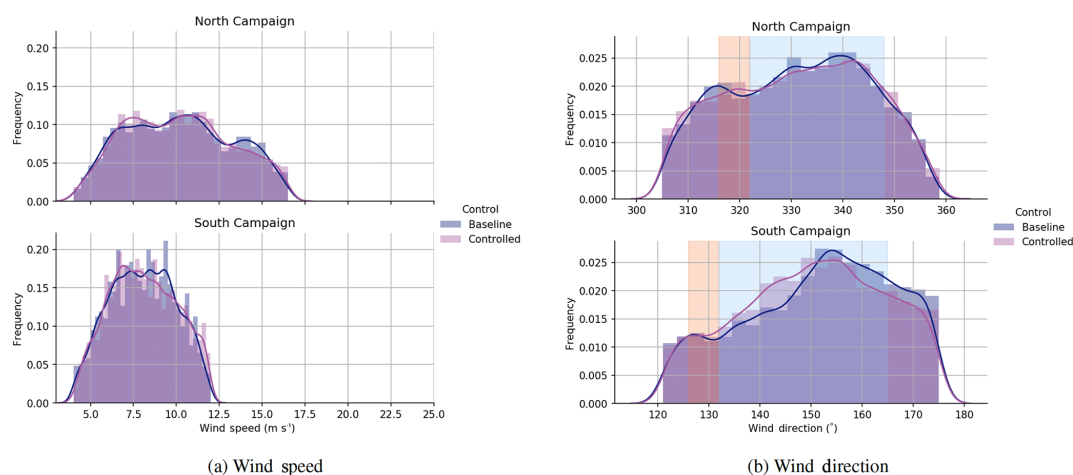 North Campaign
0.20
0.15
0.10
0.05
0.00
Frequency
South Campaign
0.20
0.15
0.10
0.05
0.00
Frequency
5.0 7.5 10.0 12.5 15.0 17.5 20.0 22.5 25.0
Wind speed (m s⁻¹)
Control
Baseline
Controlled
(a) Wind speed
North Campaign
0.025
0.020
0.015
0.010
0.005
0.000
Frequency
300 310 320 330 340 350 360
South Campaign
0.025
0.020
0.015
0.010
0.005
0.000
Frequency
120 130 140 150 160 170 180
Wind direction (°)
Control
Baseline
Controlled
(b) Wind direction